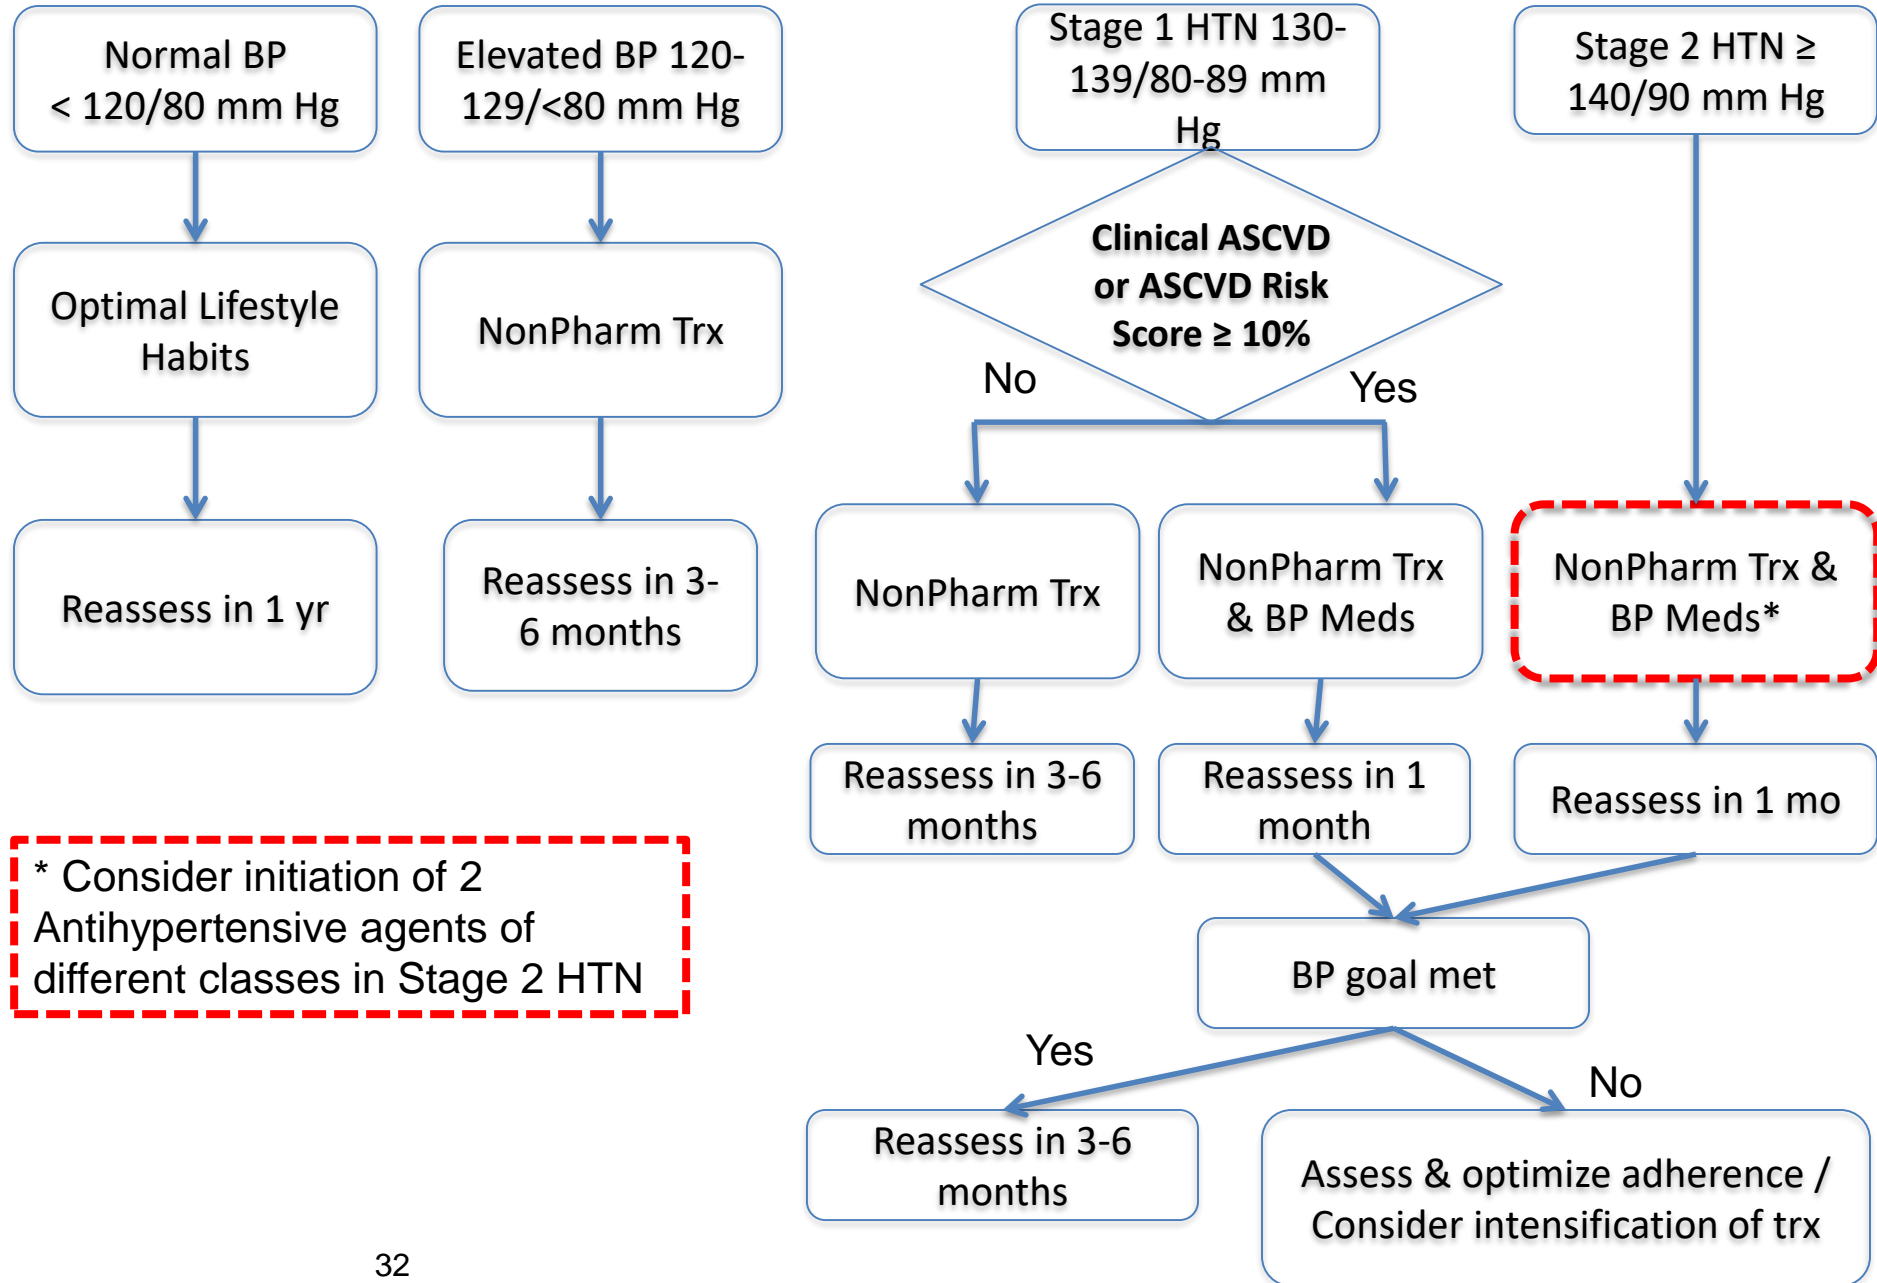 Normal BP
< 120/80 mm Hg
Elevated BP 120-
129/<80 mm Hg
Stage 1 HTN 130-
139/80-89 mm
Hg
Stage 2 HTN ≥
140/90 mm Hg
Optimal Lifestyle
Habits
NonPharm Trx
Clinical ASCVD
or ASCVD Risk
Score ≥ 10%
No
Yes
Reassess in 1 yr
Reassess in 3-
6 months
NonPharm Trx
NonPharm Trx
& BP Meds
NonPharm Trx &
BP Meds*
Reassess in 3-6
months
Reassess in 1
month
Reassess in 1 mo
* Consider initiation of 2
Antihypertensive agents of
different classes in Stage 2 HTN
BP goal met
Yes
No
Reassess in 3-6
months
Assess & optimize adherence /
Consider intensification of trx
32